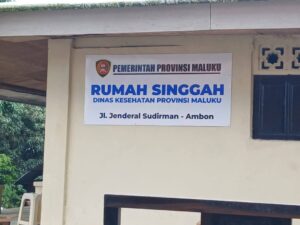 PEMERINTAH PROVINSI MALUKU
RUMAH SINGGAH
DINAS KESEHATAN PROVINSI MALUKU
Jl. Jenderal Sudirman - Ambon